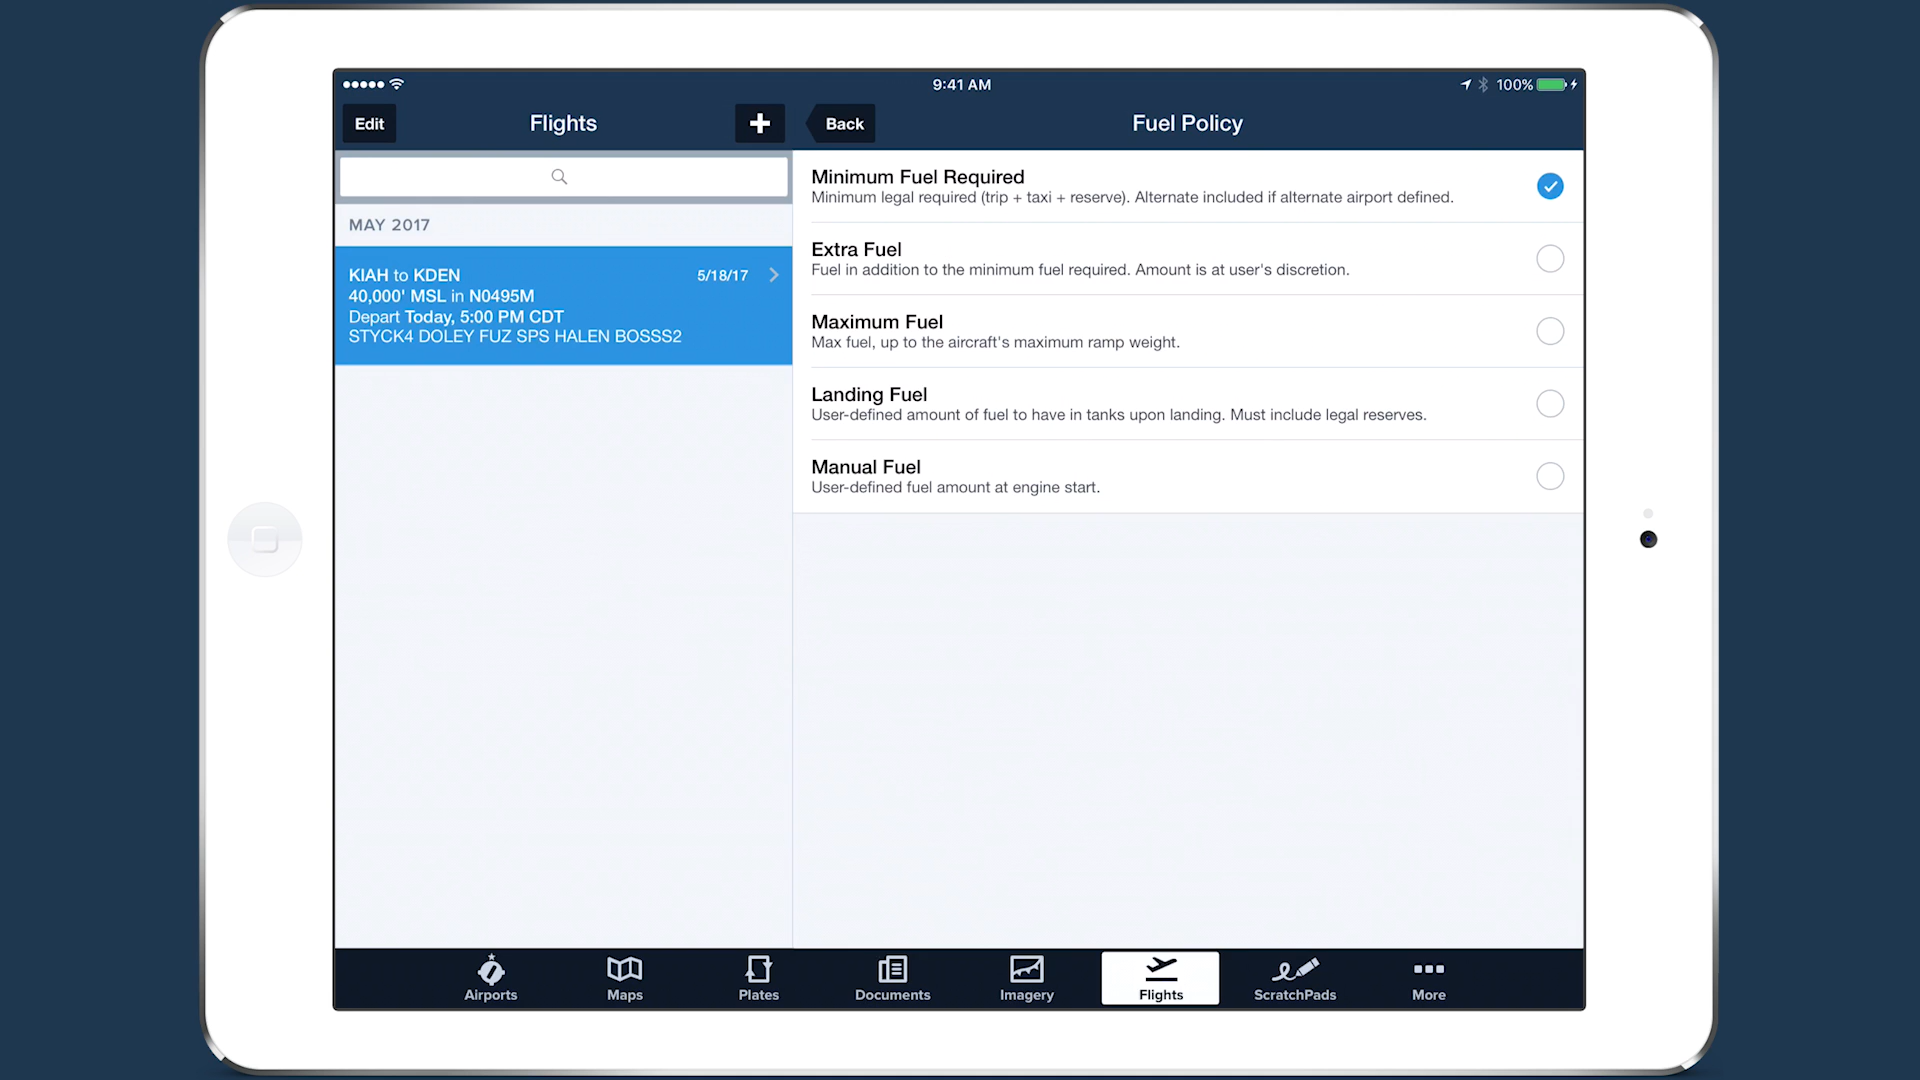 9:41 AM
100%
Edit
Flights
Back
Fuel Policy
MAY 2017
KIAH to KDEN
5/18/17
40,000' MSL in N0495M
Depart Today, 5:00 PM CDT
STYCK4 DOLEY FUZ SPS HALEN BOSSS2
Minimum Fuel Required
Minimum legal required (trip + taxi + reserve). Alternate included if alternate airport defined.
Extra Fuel
Fuel in addition to the minimum fuel required. Amount is at user's discretion.
Maximum Fuel
Max fuel, up to the aircraft's maximum ramp weight.
Landing Fuel
User-defined amount of fuel to have in tanks upon landing. Must include legal reserves.
Manual Fuel
User-defined fuel amount at engine start.
Airports
Maps
Plates
Documents
Imagery
Flights
ScratchPads
More